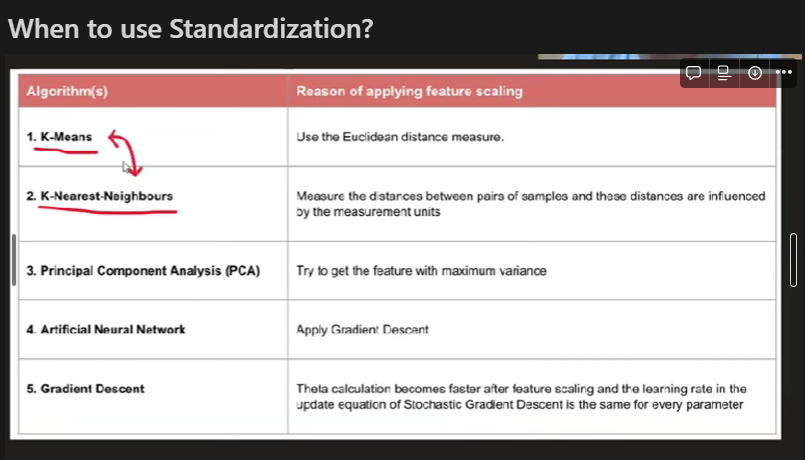 When to use Standardization?
Algorithm(s)
Reason of applying feature scaling
1. K-Means
Use the Euclidean distance measure.
2. K-Nearest-Neighbours
Measure the distances between pairs of samples and these distances are influenced
by the measurement units
3. Principal Component Analysis (PCA)
Try to get the feature with maximum variance
4. Artificial Neural Network
Apply Gradient Descent
5. Gradient Descent
Theta calculation becomes faster after feature scaling and the learning rate in the
update equation of Stochastic Gradient Descent is the same for every parameter